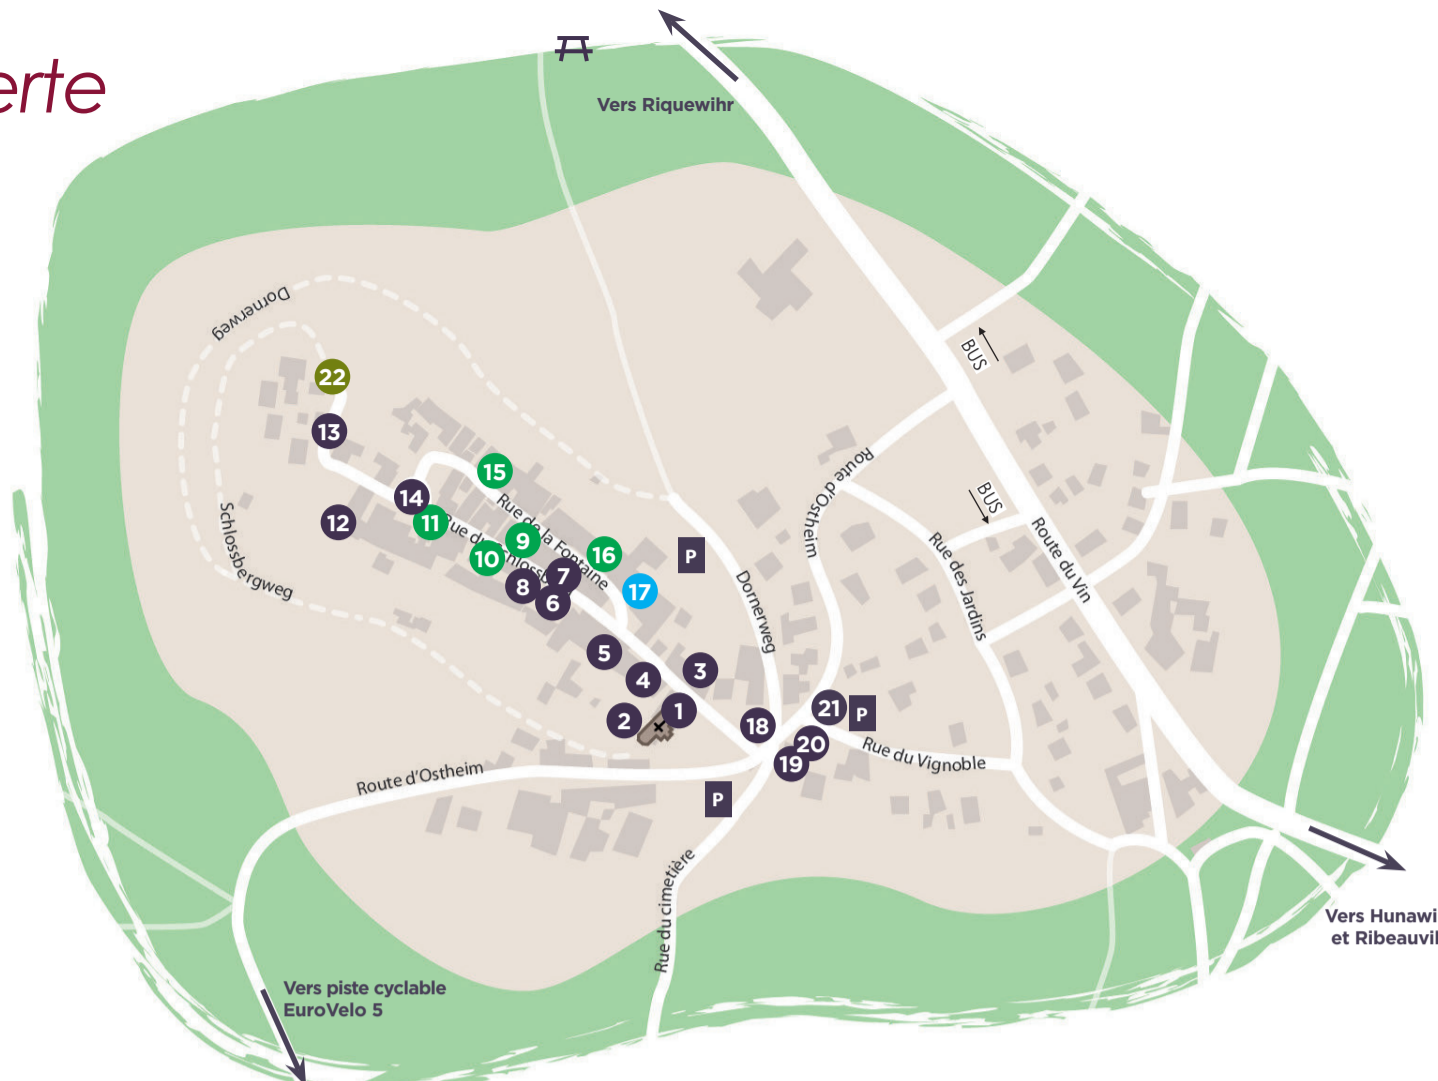 erte
Vers Riquewihr
Dornerweg
BUS
22
13
15
14
12
11
Rue de la Fontaine
9
10
16
7
8
6
17
P
Route d'Ostheim
BUS
Route du Vin
Rue des Jardins
Schlossbergweg
Dornerweg
5
4
3
2
1
18
21
P
20
19
Rue du Vignoble
Route d'Ostheim
P
Rue du cimetière
Vers Hunawi
et Ribeauvil
Vers piste cyclable
EuroVelo 5